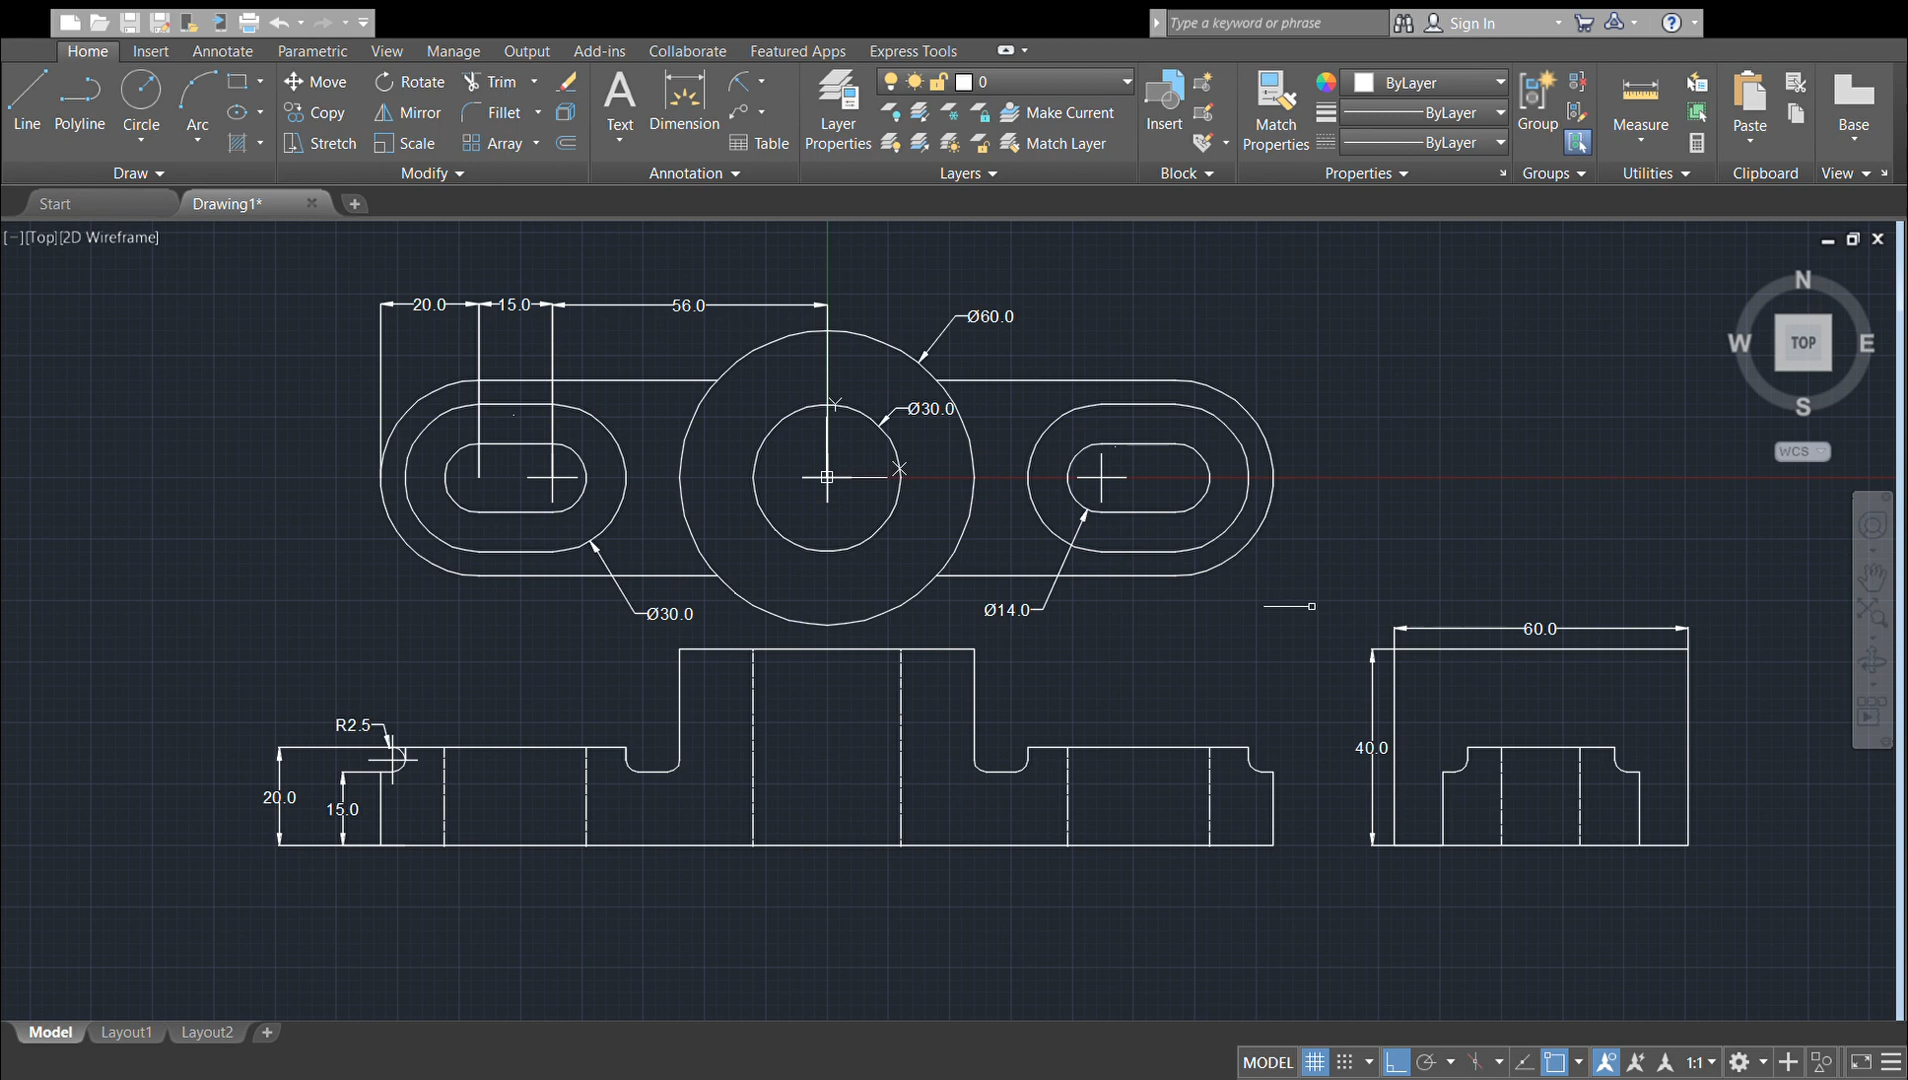 Type a keyword or phrase
Sign In
?
Home Insert Annotate Parametric View Manage Output Add-ins Collaborate Featured Apps Express Tools
Line Polyline Circle Arc
Move Rotate Trim
Copy Mirror Fillet
Stretch Scale Array
A Text Dimension
Table
Layer Properties
0
Make Current
Match Layer
Insert
Match Properties
ByLayer
ByLayer
ByLayer
Group
Measure
Paste
Base
Draw Modify Annotation Layers Block Properties Groups Utilities Clipboard View
Start Drawing1*
[−][Top][2D Wireframe]
N
W TOP E
S
WCS
20.0 15.0 56.0 Ø60.0
Y
Ø30.0
X
Ø30.0 Ø14.0
60.0
R2.5
40.0
20.0
15.0
Model Layout1 Layout2
MODEL 1:1